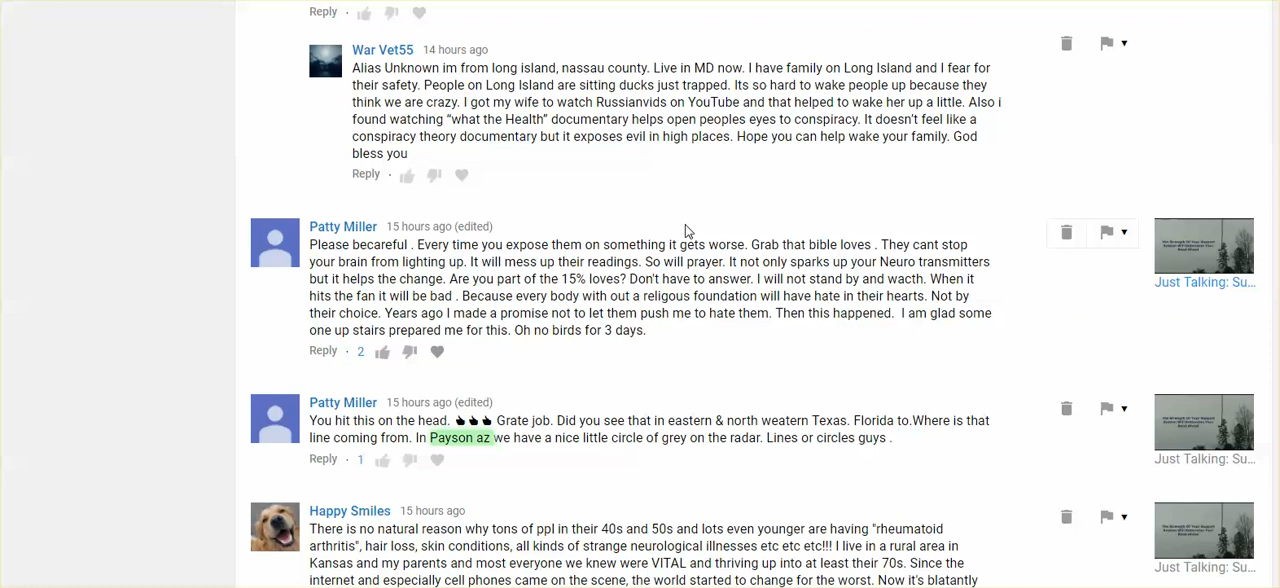 Reply ·
War Vet55 14 hours ago
Alias Unknown im from long island, nassau county. Live in MD now. I have family on Long Island and I fear for
their safety. People on Long Island are sitting ducks just trapped. Its so hard to wake people up because they
think we are crazy. I got my wife to watch Russianvids on YouTube and that helped to wake her up a little. Also i
found watching “what the Health” documentary helps open peoples eyes to conspiracy. It doesn’t feel like a
conspiracy theory documentary but it exposes evil in high places. Hope you can help wake your family. God
bless you
Reply ·
Patty Miller 15 hours ago (edited)
Please becareful . Every time you expose them on something it gets worse. Grab that bible loves . They cant stop
your brain from lighting up. It will mess up their readings. So will prayer. It not only sparks up your Neuro transmitters
but it helps the change. Are you part of the 15% loves? Don't have to answer. I will not stand by and wacth. When it
hits the fan it will be bad . Because every body with out a religous foundation will have hate in their hearts. Not by
their choice. Years ago I made a promise not to let them push me to hate them. Then this happened. I am glad some
one up stairs prepared me for this. Oh no birds for 3 days.
Reply · 2
Just Talking: Su...
Patty Miller 15 hours ago (edited)
You hit this on the head. Grate job. Did you see that in eastern & north weatern Texas. Florida to.Where is that
line coming from. In Payson az we have a nice little circle of grey on the radar. Lines or circles guys .
Reply · 1
Just Talking: Su...
Happy Smiles 15 hours ago
There is no natural reason why tons of ppl in their 40s and 50s and lots even younger are having "rheumatoid
arthritis", hair loss, skin conditions, all kinds of strange neurological illnesses etc etc etc!!! I live in a rural area in
Kansas and my parents and most everyone we knew were VITAL and thriving up into at least their 70s. Since the
internet and especially cell phones came on the scene, the world started to change for the worst. Now it's blatantly
Just Talking: Su...